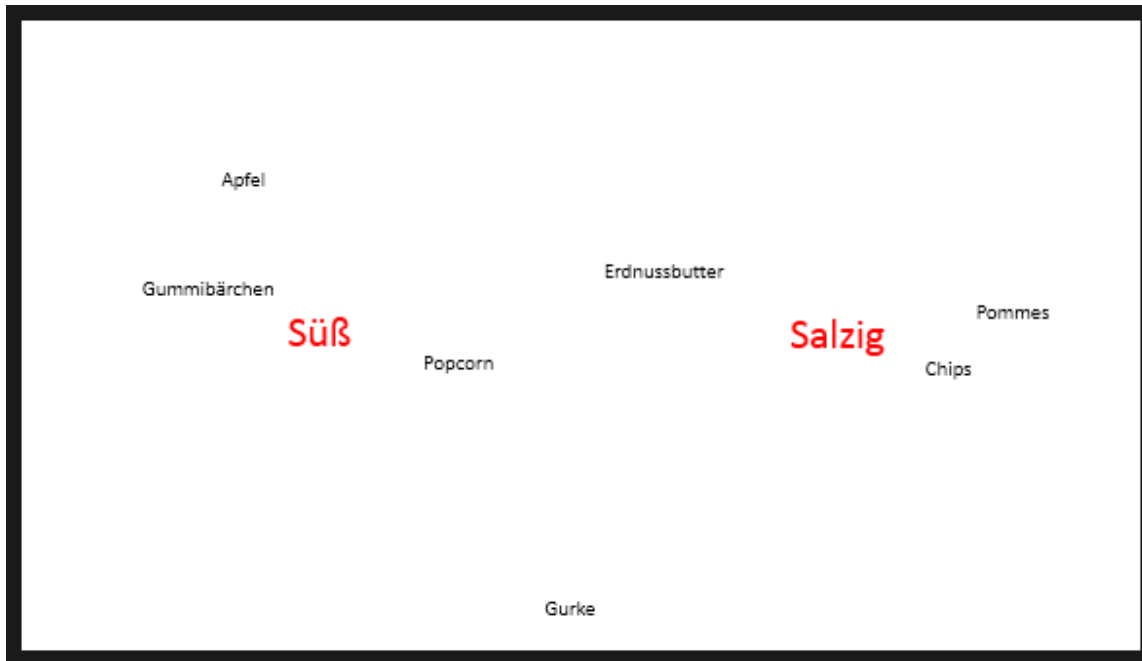 Apfel
Erdnussbutter
Gummibärchen
Pommes
Süß
Salzig
Popcorn
Chips
Gurke